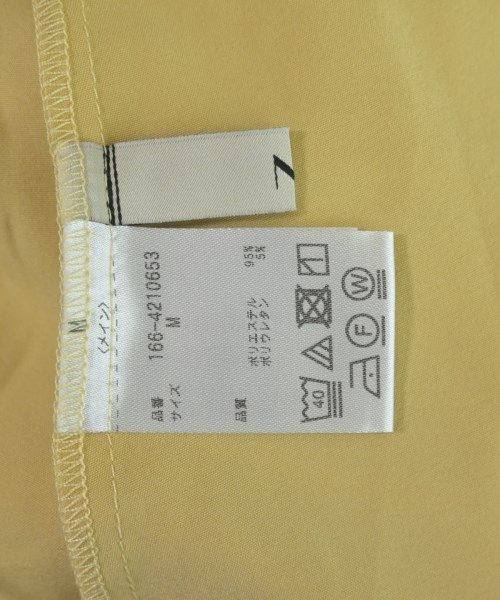 M
〈メイン〉
品番 166-4210653
サイズ M
品質 ポリエステル 95%
ポリウレタン 5%
40
F
W